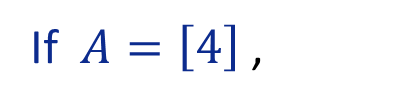 If A = [4] ,